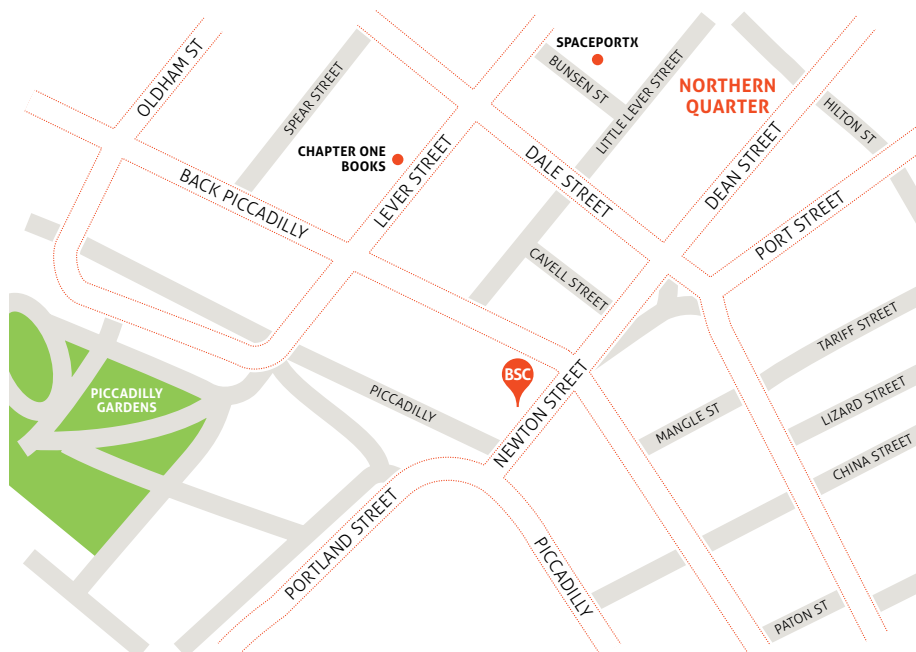 OLDHAM ST
SPEAR STREET
SPACEPORTX
BUNSEN ST
LITTLE LEVER STREET
NORTHERN
QUARTER
HILTON ST
CHAPTER ONE
BOOKS
LEVER STREET
DALE STREET
DEAN STREET
BACK PICCADILLY
PORT STREET
CAVELL STREET
TARIFF STREET
BSC
PICCADILLY
GARDENS
PICCADILLY
NEWTON STREET
MANGLE ST
LIZARD STREET
CHINA STREET
PORTLAND STREET
PICCADILLY
PATON ST